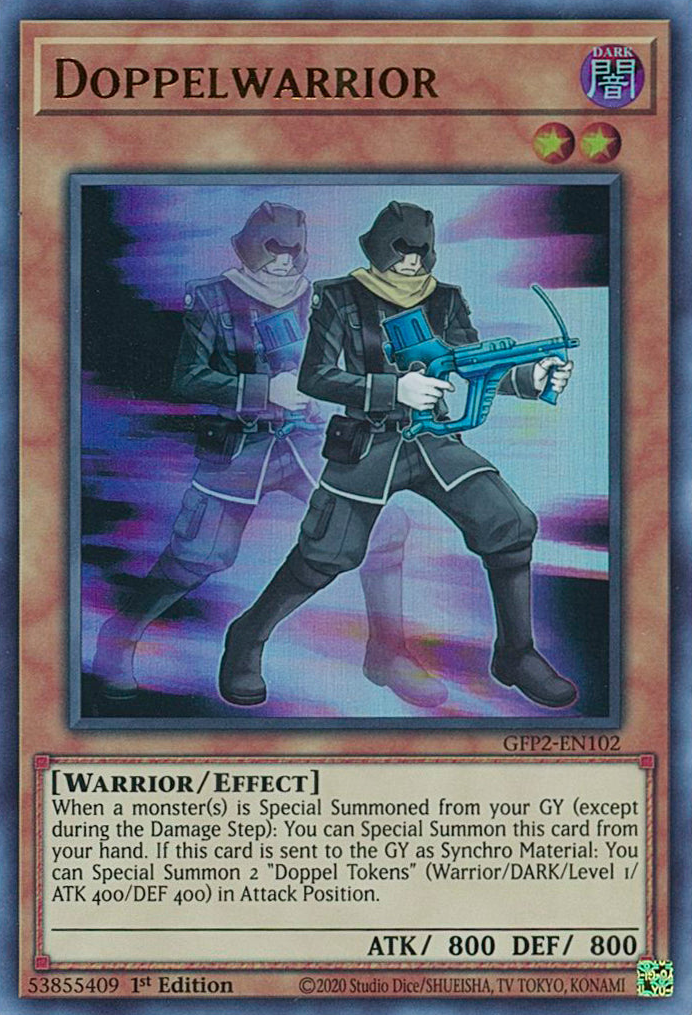 Doppelwarrior
DARK
闇
GFP2-EN102
[Warrior/Effect]
When a monster(s) is Special Summoned from your GY (except
during the Damage Step): You can Special Summon this card from
your hand. If this card is sent to the GY as Synchro Material: You
can Special Summon 2 "Doppel Tokens" (Warrior/DARK/Level 1/
ATK 400/DEF 400) in Attack Position.
ATK/ 800 DEF/ 800
53855409 1st Edition ©2020 Studio Dice/SHUEISHA, TV TOKYO, KONAMI